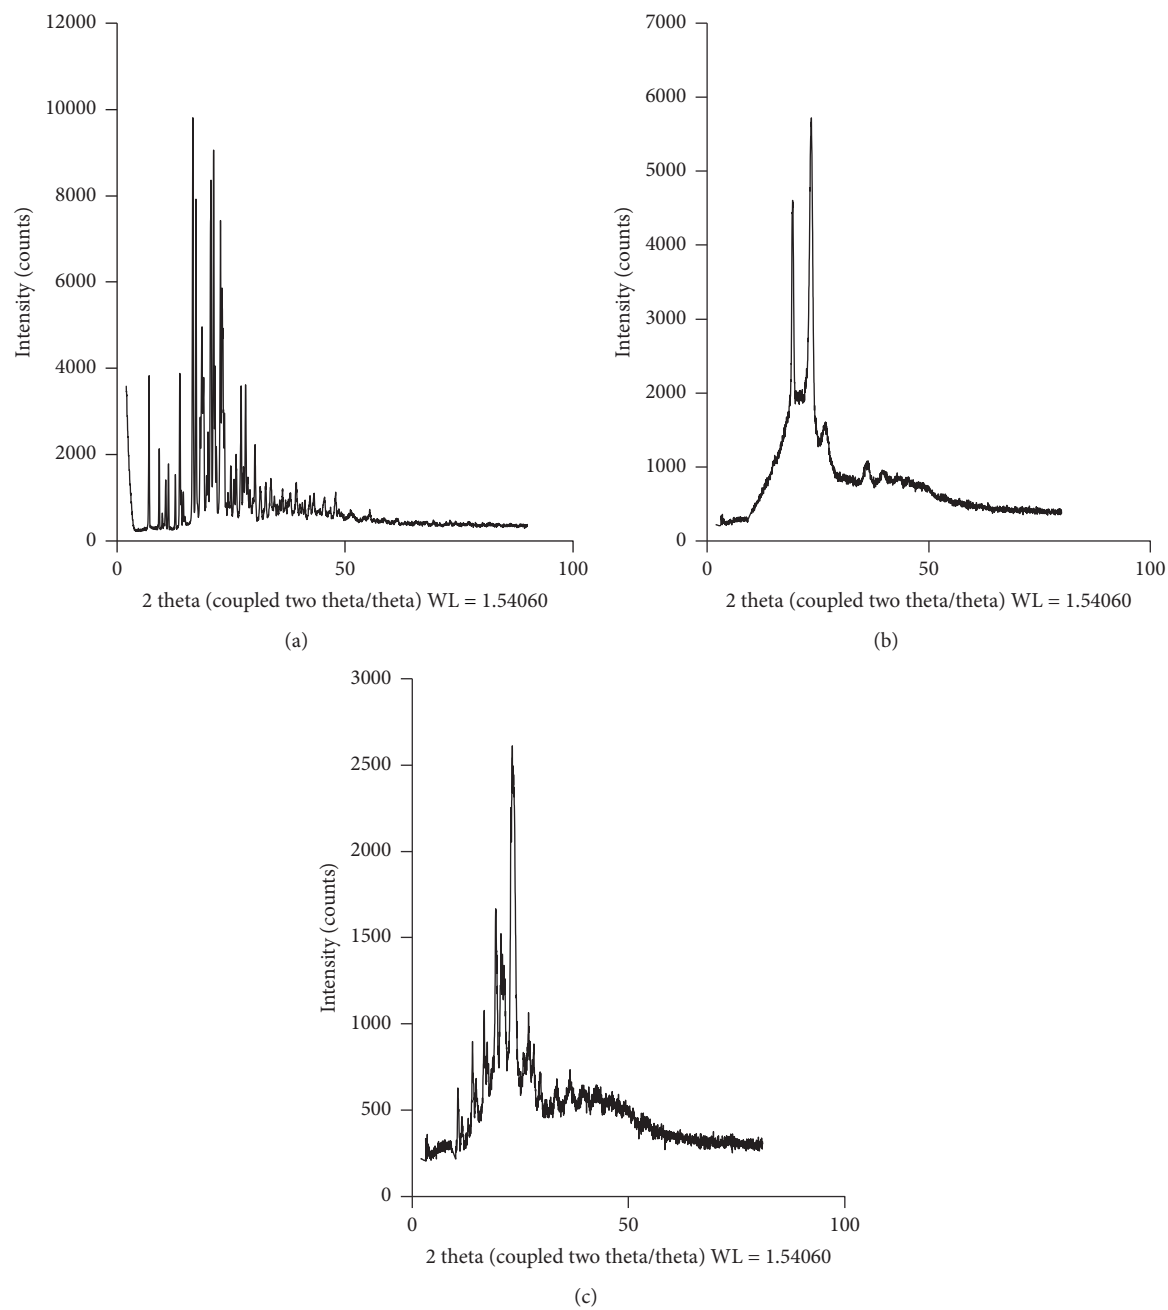 12000
10000
8000
6000
4000
2000
0
Intensity (counts)
0 50 100
2 theta (coupled two theta/theta) WL = 1.54060
(a)
7000
6000
5000
4000
3000
2000
1000
0
Intensity (counts)
0 50 100
2 theta (coupled two theta/theta) WL = 1.54060
(b)
3000
2500
2000
1500
1000
500
0
Intensity (counts)
0 50 100
2 theta (coupled two theta/theta) WL = 1.54060
(c)